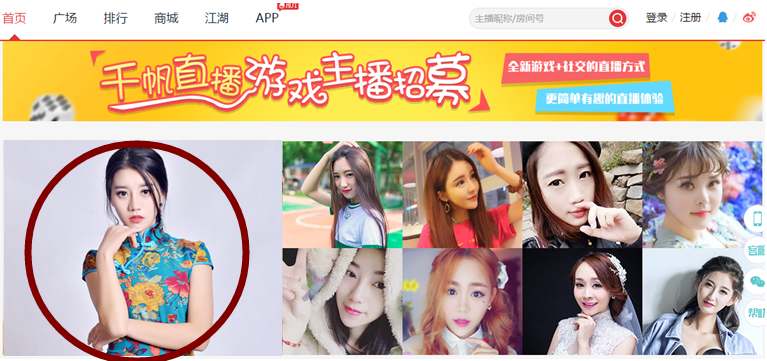 首页
广场
排行
商城
江湖
APP
主播昵称/房间号
登录 / 注册 /
千帆直播游戏主播招募
全新游戏+社交的直播方式
更简单有趣的直播体验